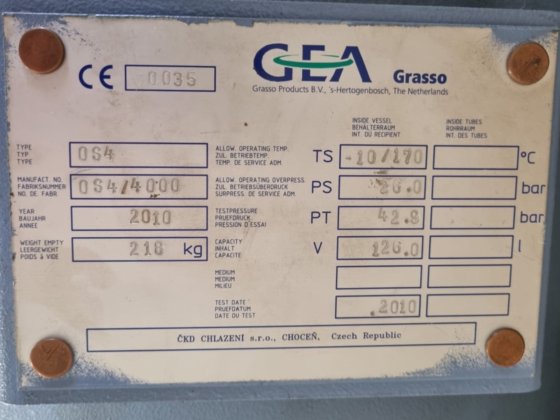 CE 0035
GEA Grasso
Grasso Products B.V., 's-Hertogenbosch, The Netherlands
INSIDE VESSEL
BEHÄLTERRAUM
INT. DU RÉCIPIENT
INSIDE TUBES
ROHRRAUM
INT. DES TUBES
TYPE
TYP
TYPE
OS4
ALLOW. OPERATING TEMP.
ZUL. BETRIEBTEMP.
TEMP. DE SERVICE ADM.
TS -10/170 °C
MANUFACT. NO.
FABRIKSNUMMER
NO. DE FABR.
OS4/4000
ALLOW. OPERATING OVERPRESS.
ZUL. BETRIEBSÜBERDRUCK
SURPRESS. DE SERVICE ADM.
PS 26.0 bar
YEAR
BAUJAHR
ANNEE
2010
TESTPRESSURE
PRUEFDRUCK
PRESSION D'ESSAI
PT 42.8 bar
WEIGHT EMPTY
LEERGEWICHT
POIDS À VIDE
218 kg
CAPACITY
INHALT
CAPACITE
V 126.0 l
MEDIUM
MEDIUM
MILIEU
TEST DATE
PRUEFDATUM
DATE DU TEST
.2010
ČKD CHLAZENÍ s.r.o., CHOCEŇ, Czech Republic